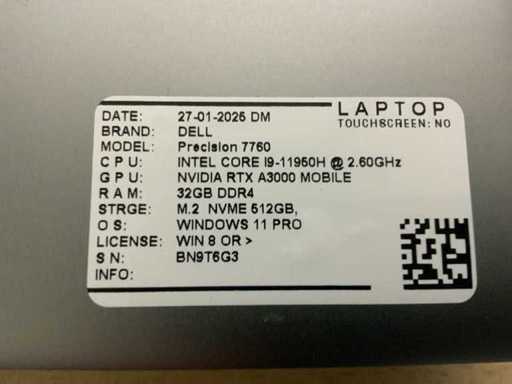 LAPTOP
TOUCHSCREEN: NO
DATE: 27-01-2025 DM
BRAND: DELL
MODEL: Precision 7760
CPU: INTEL CORE I9-11950H @ 2.60GHz
GPU: NVIDIA RTX A3000 MOBILE
RAM: 32GB DDR4
STRGE: M.2 NVME 512GB,
OS: WINDOWS 11 PRO
LICENSE: WIN 8 OR >
SN: BN9T6G3
INFO: